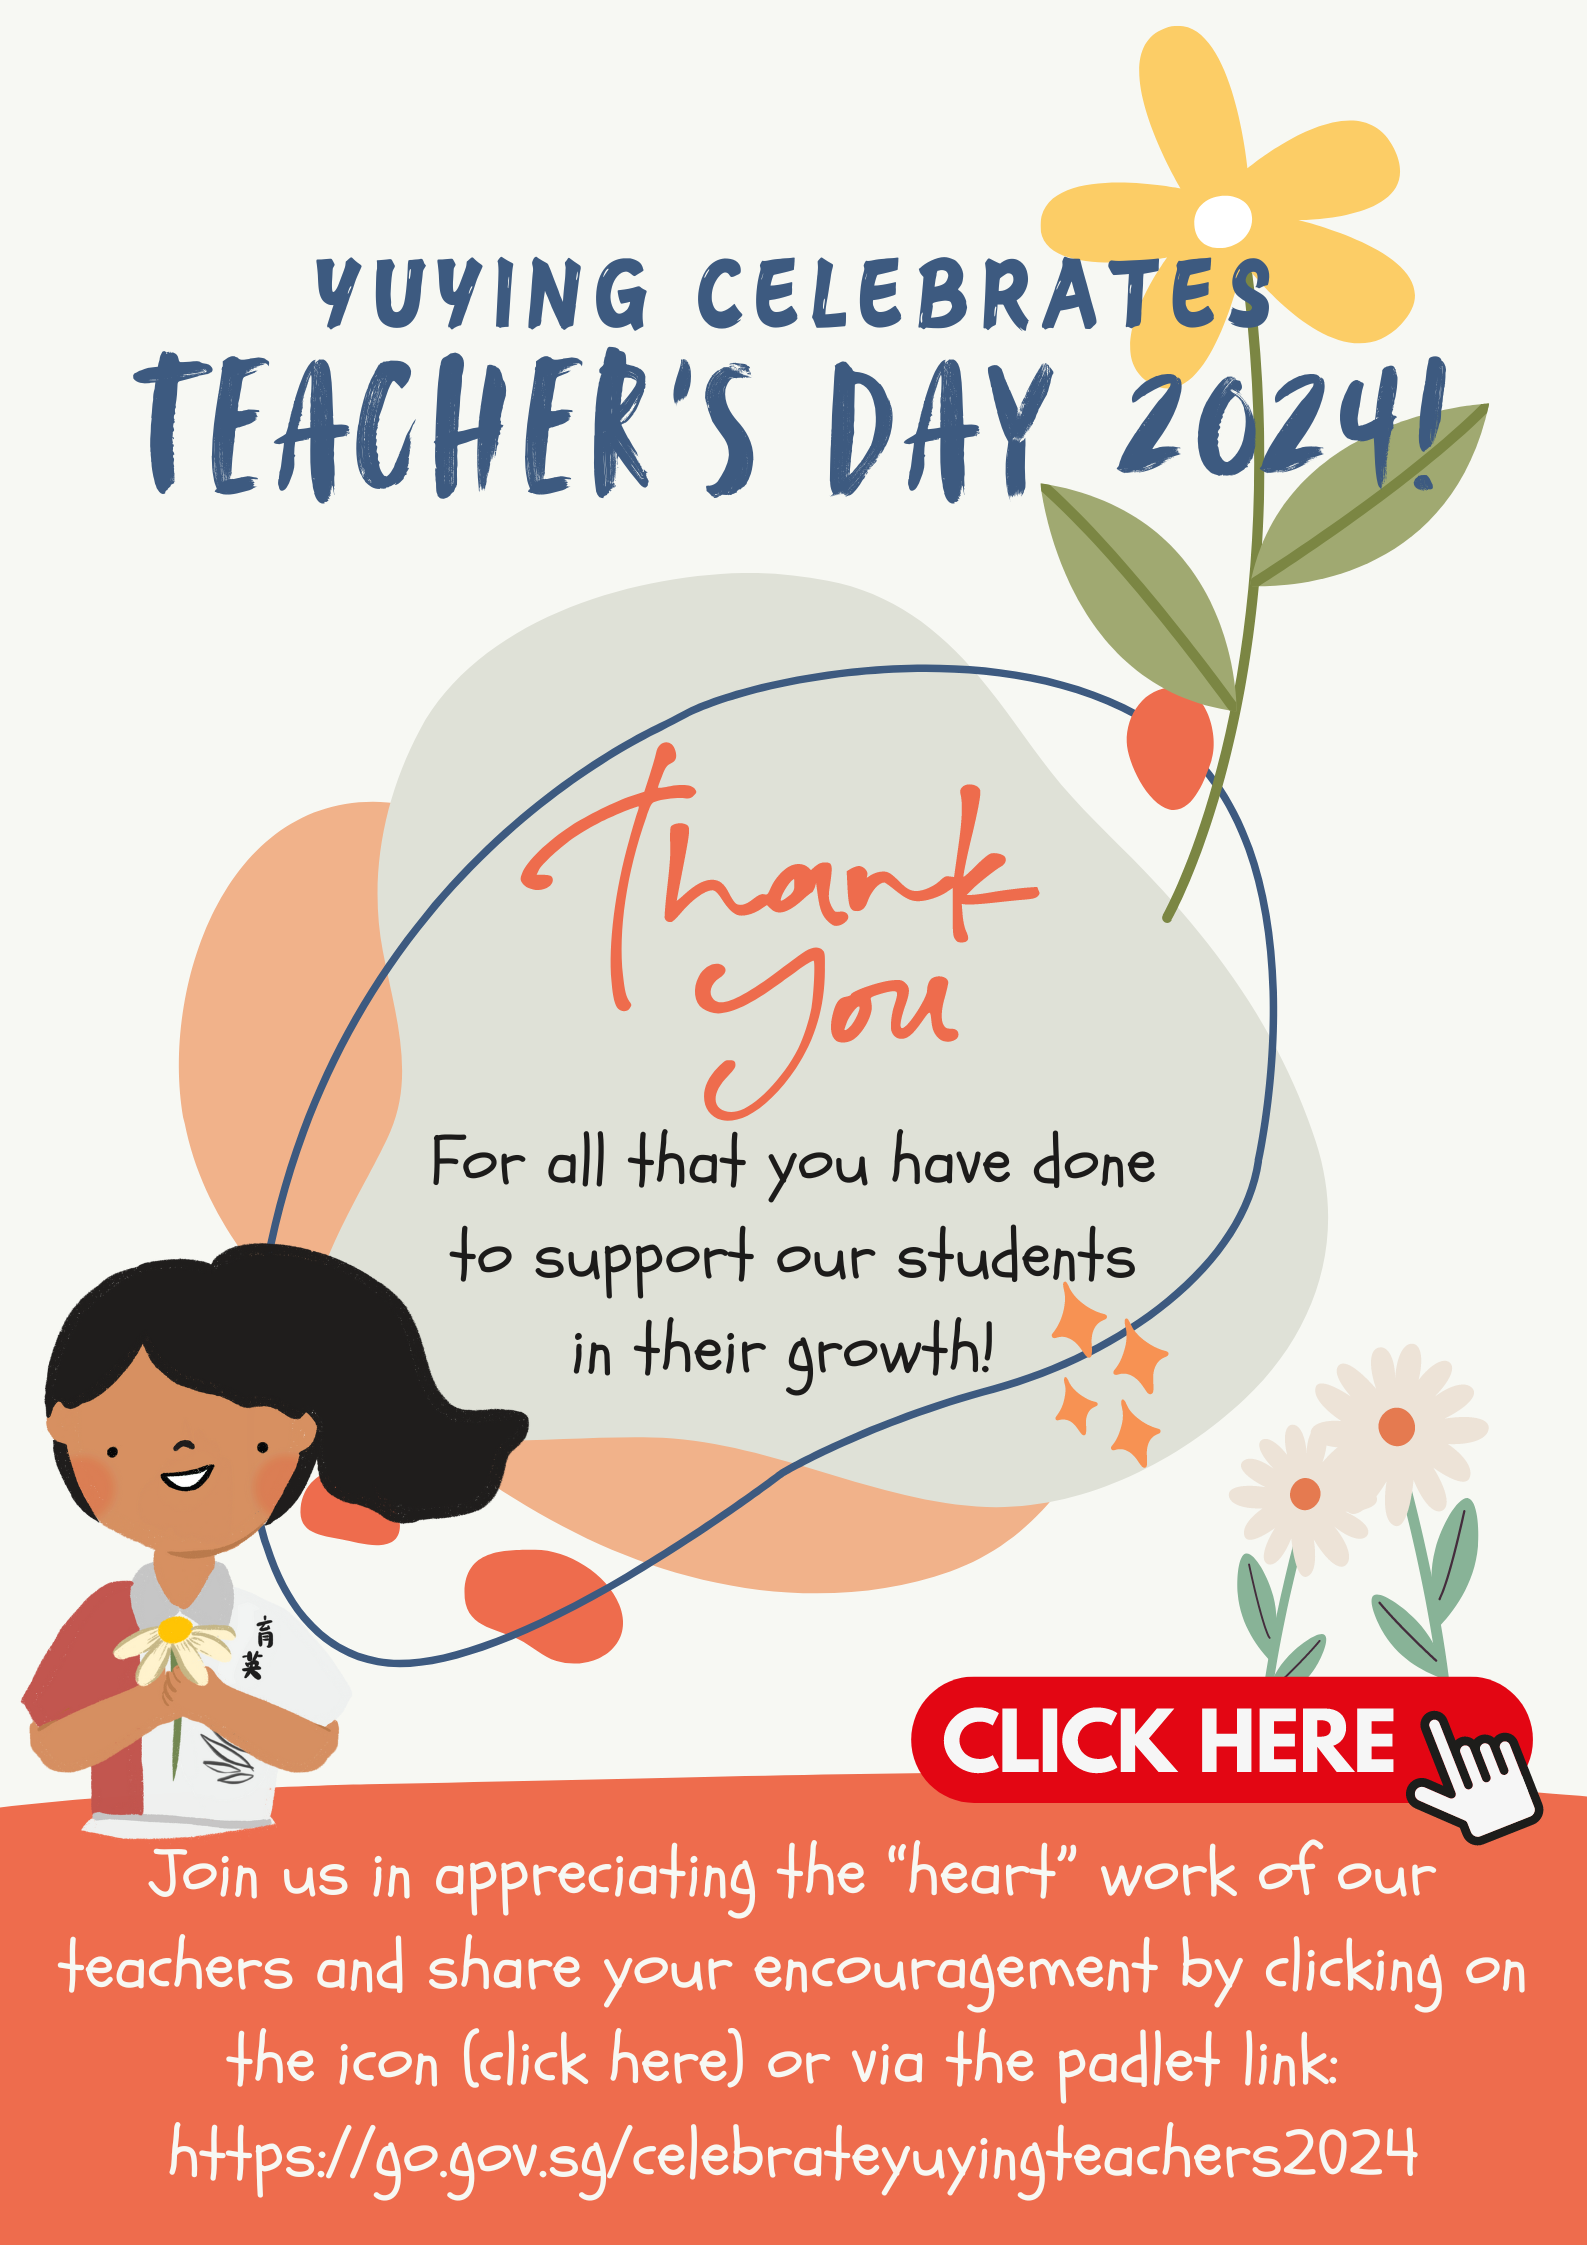 YUYING CELEBRATES
TEACHER'S DAY 2024!
Thank
you
For all that you have done
to support our students
in their growth!
育
英
CLICK HERE
Join us in appreciating the “heart” work of our
teachers and share your encouragement by clicking on
the icon (click here) or via the padlet link:
https://go.gov.sg/celebrateyuyingteachers2024